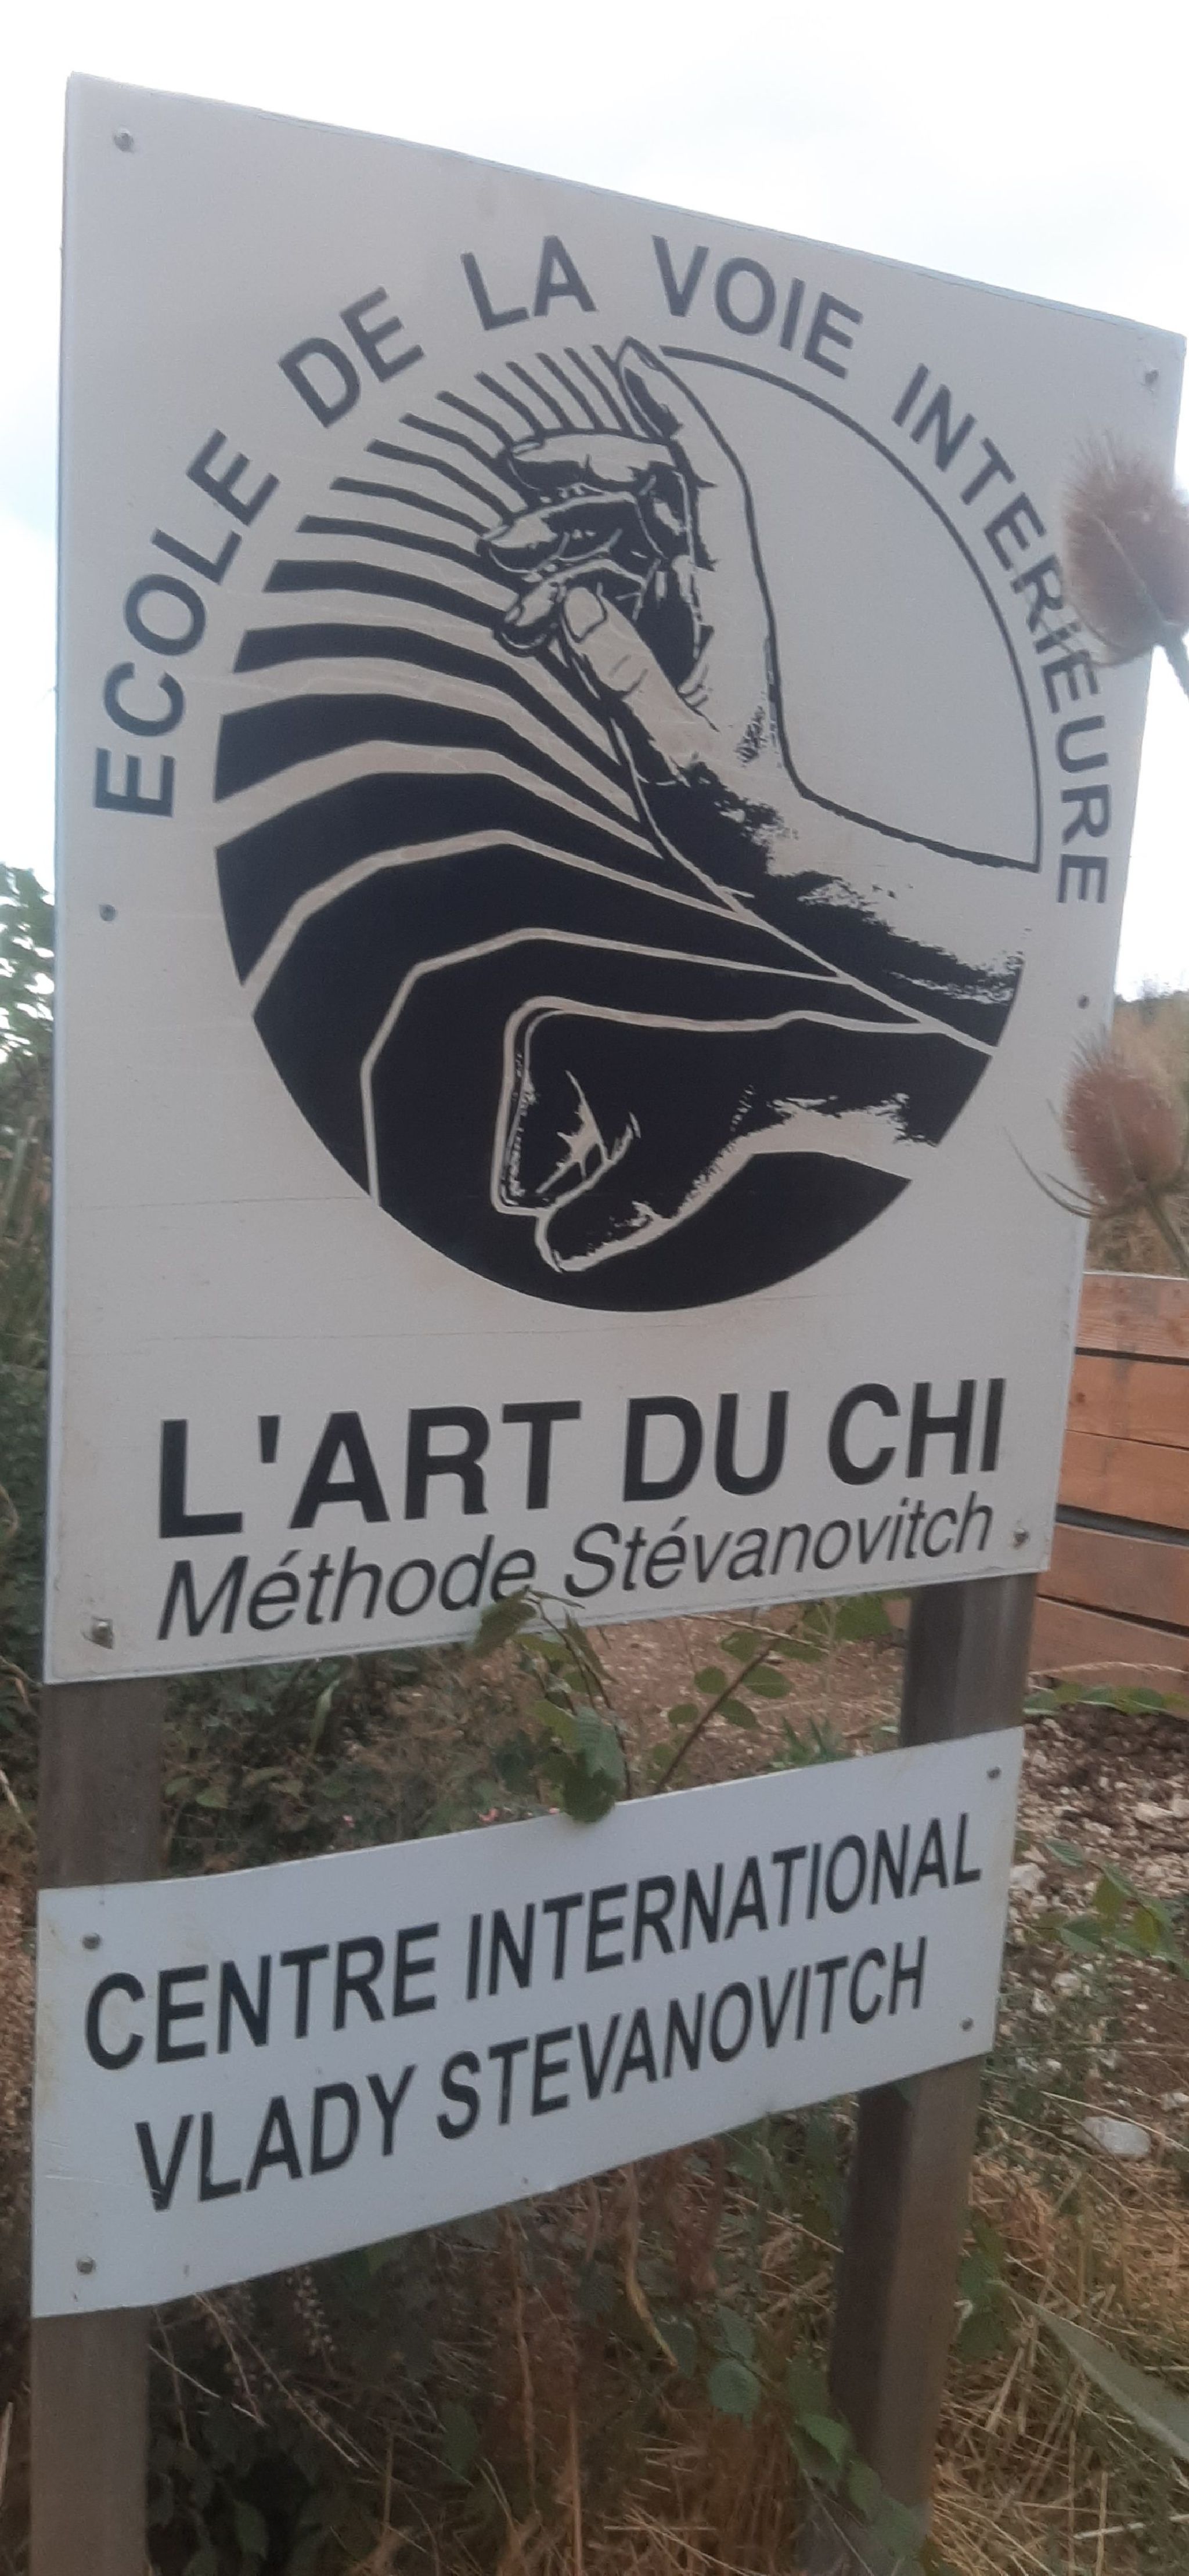 ECOLE DE LA VOIE INTERIEURE
L'ART DU CHI
Méthode Stévanovitch
CENTRE INTERNATIONAL
VLADY STEVANOVITCH